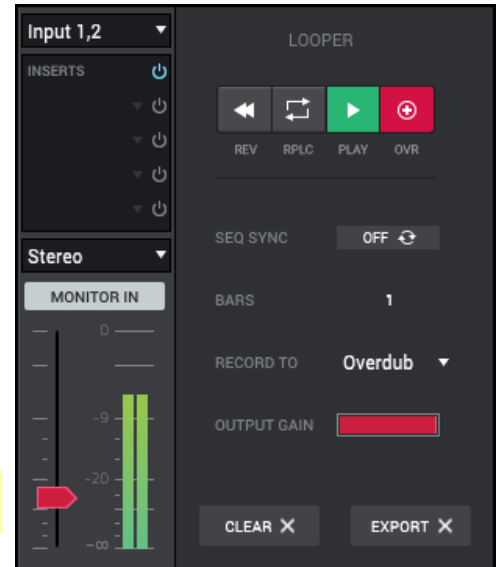 Input 1,2
INSERTS
Stereo
MONITOR IN
0
-9
-20
-∞
LOOPER
REV RPLC PLAY OVR
SEQ SYNC OFF
BARS 1
RECORD TO Overdub
OUTPUT GAIN
CLEAR EXPORT